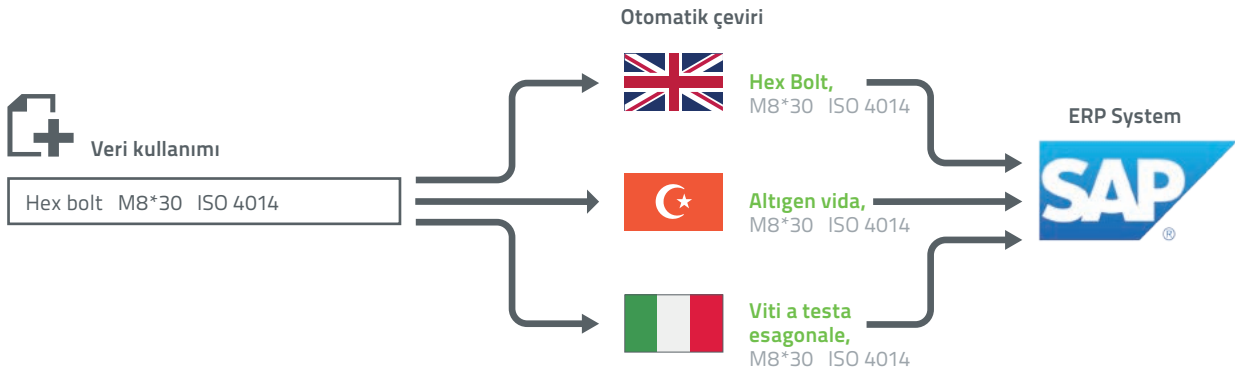 Otomatik çeviri
Veri kullanımı
Hex bolt M8*30 ISO 4014
Hex Bolt,
M8*30 ISO 4014
Altıgen vida,
M8*30 ISO 4014
Viti a testa
esagonale,
M8*30 ISO 4014
ERP System
SAP
®